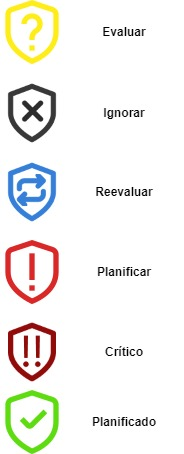 Evaluar
Ignorar
Reevaluar
Planificar
Crítico
Planificado